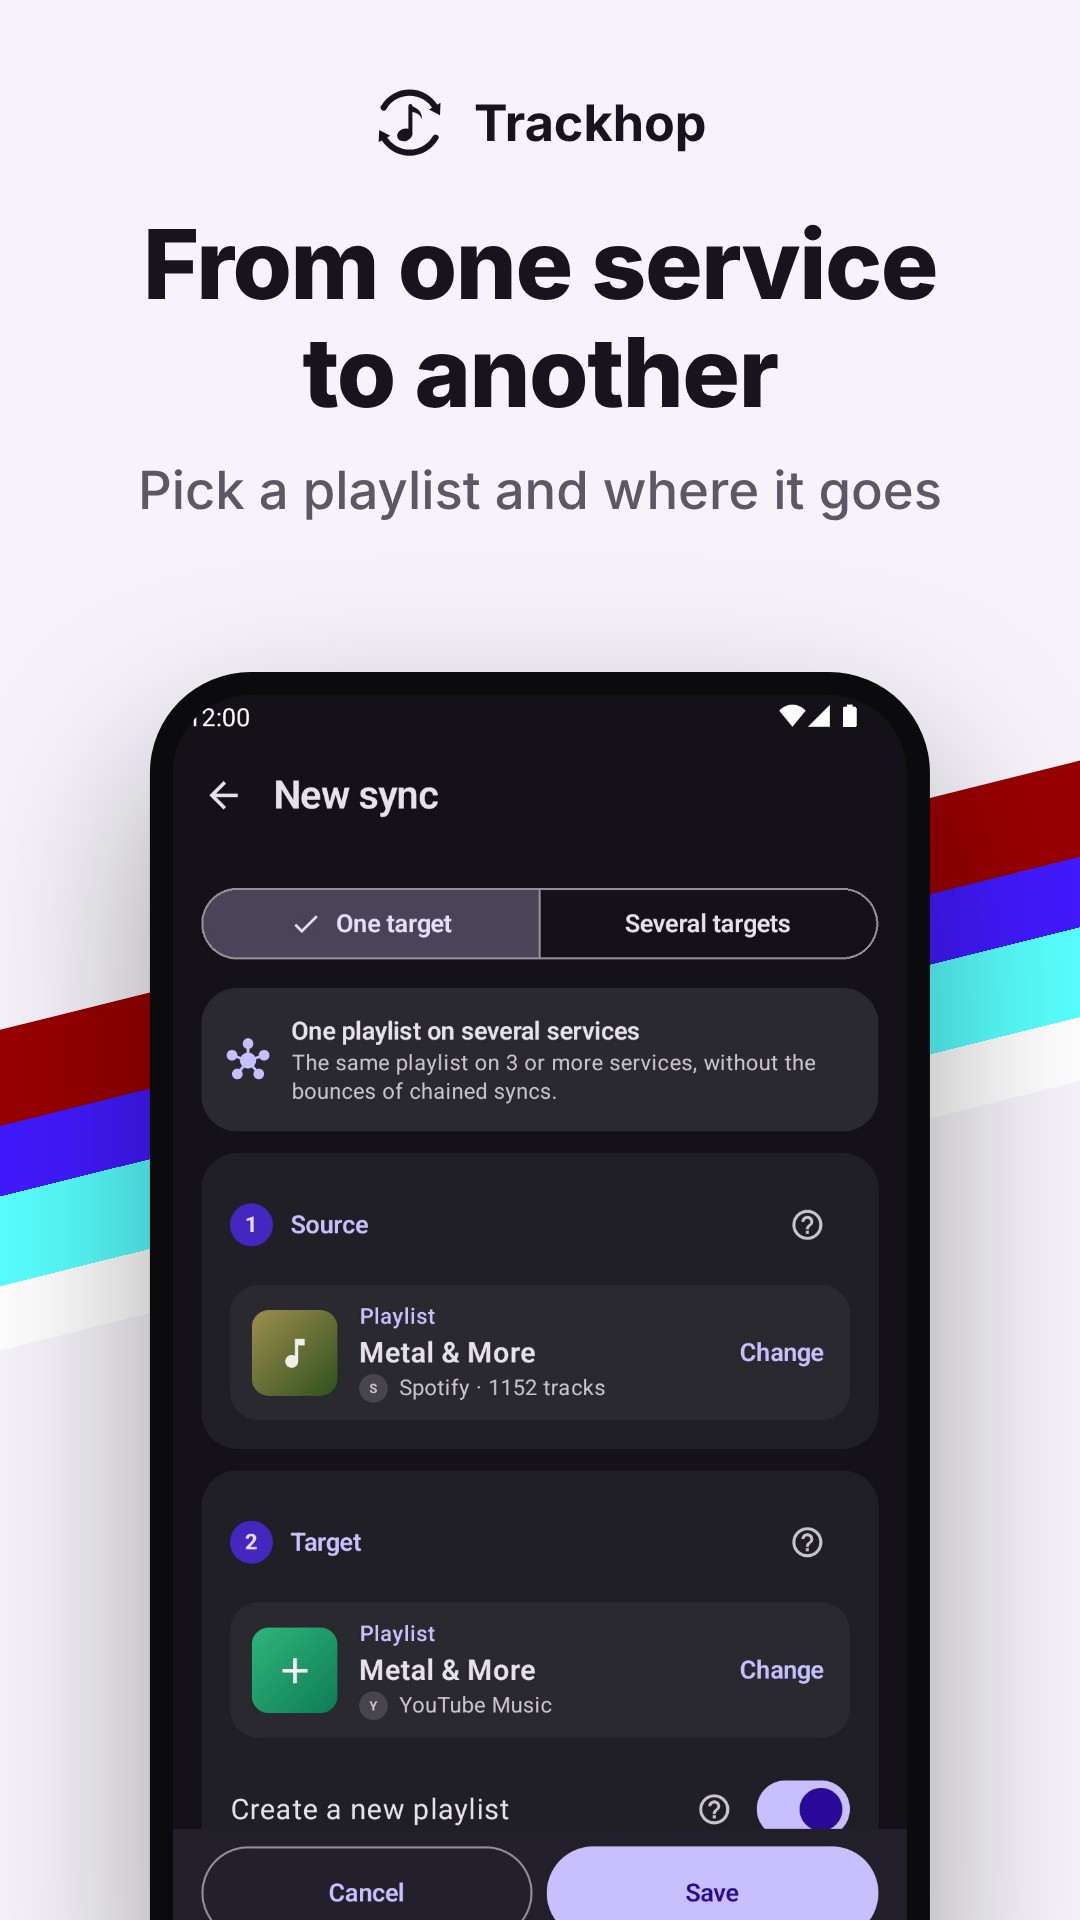 Trackhop
From one service
to another
Pick a playlist and where it goes
12:00
New sync
One target
Several targets
One playlist on several services
The same playlist on 3 or more services, without the
bounces of chained syncs.
1 Source
Playlist
Metal & More
Change
S Spotify · 1152 tracks
2 Target
Playlist
Metal & More
Change
Y YouTube Music
Create a new playlist
Cancel
Save